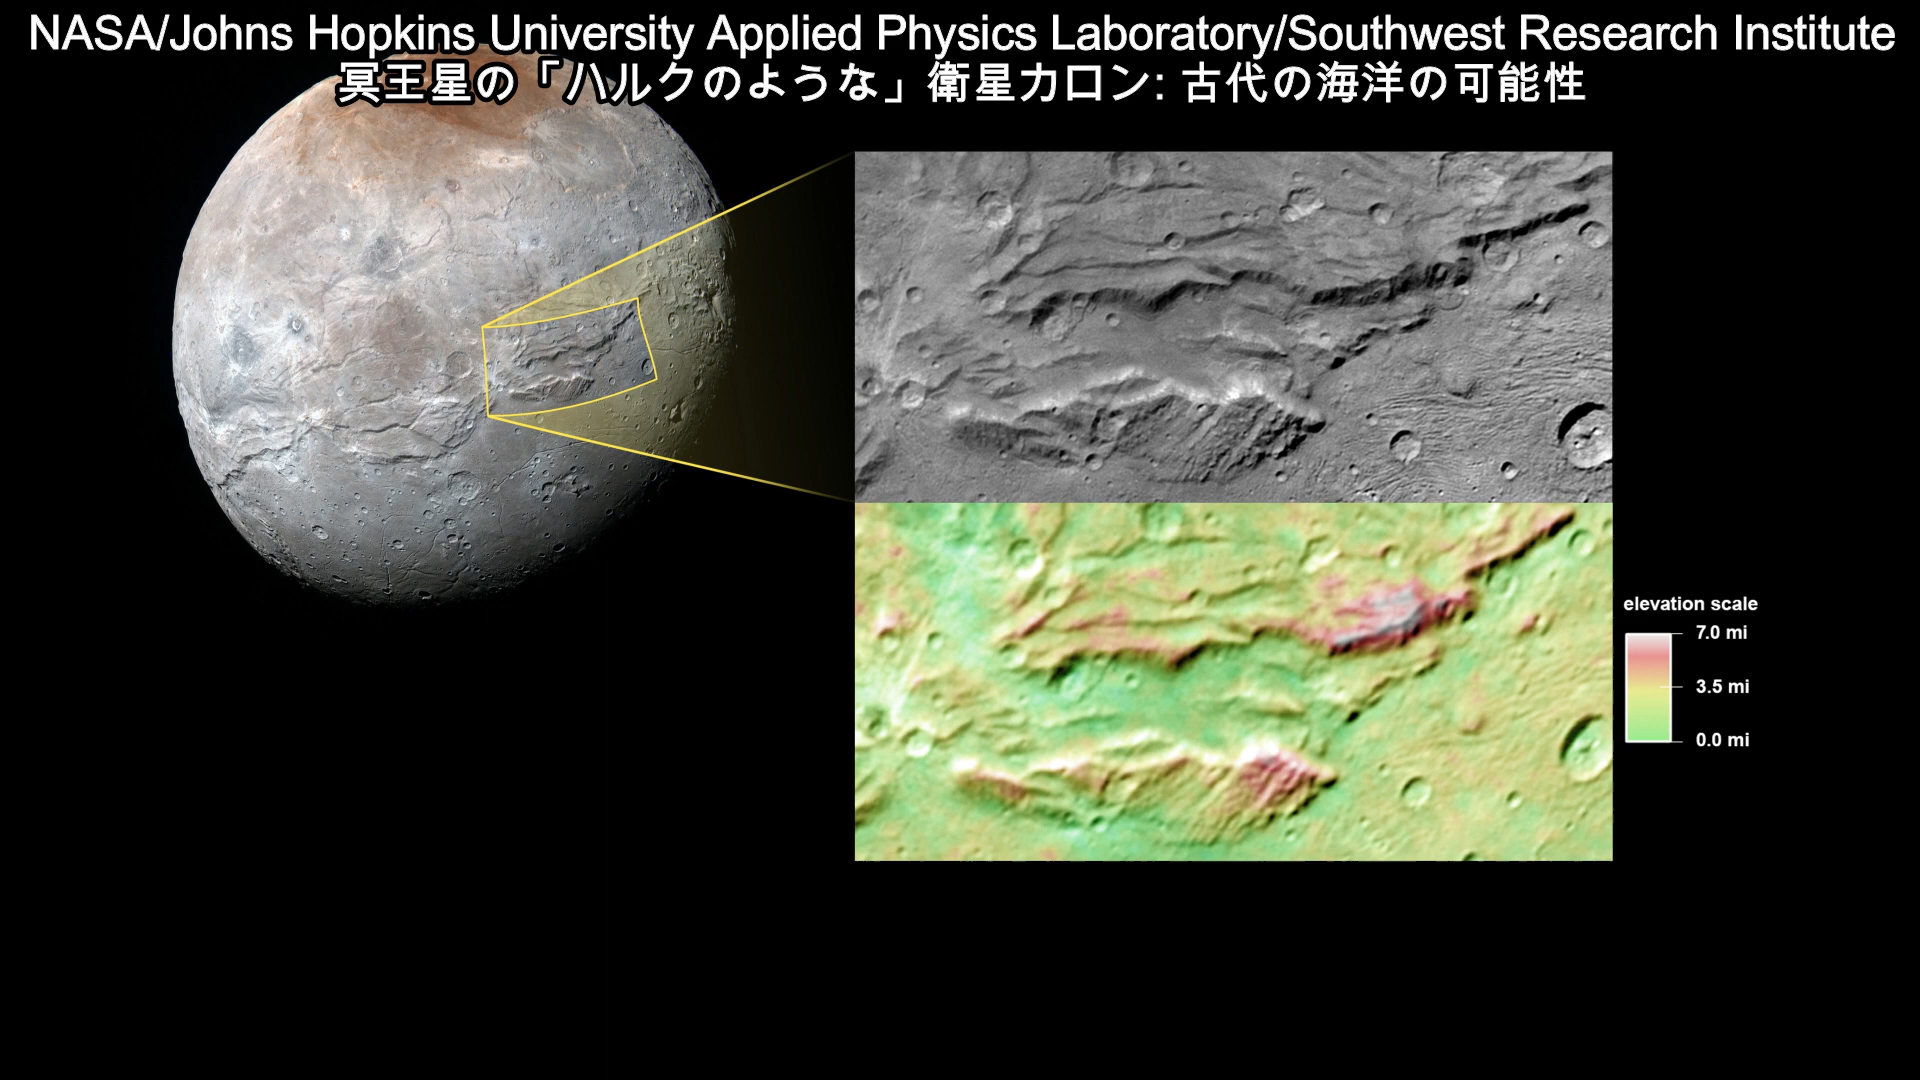 NASA/Johns Hopkins University Applied Physics Laboratory/Southwest Research Institute
冥王星の「ハルクのような」衛星カロン: 古代の海洋の可能性
elevation scale
7.0 mi
3.5 mi
0.0 mi